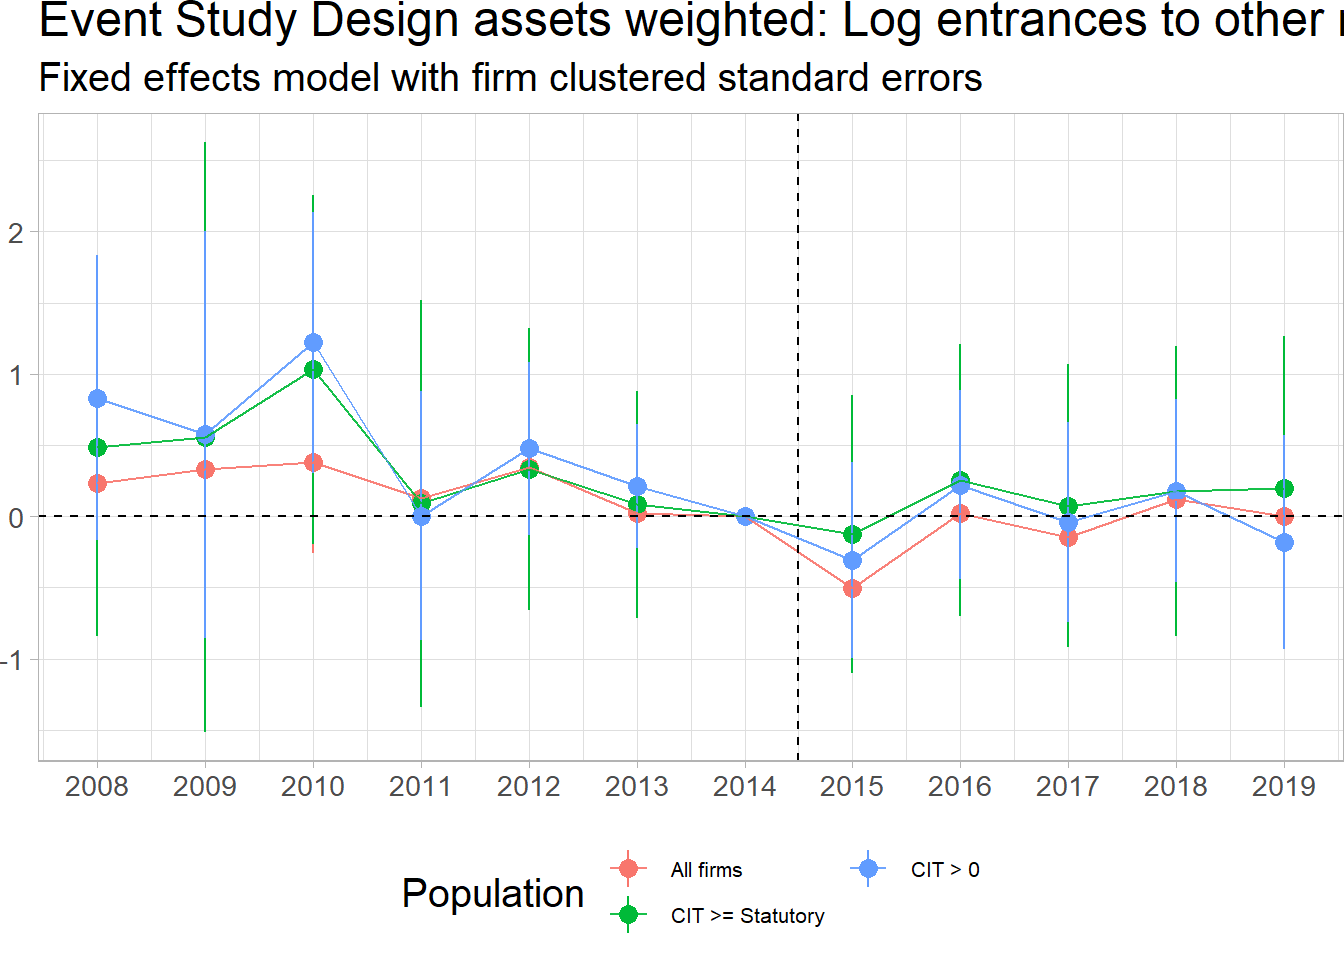 Event Study Design assets weighted: Log entrances to other
Fixed effects model with firm clustered standard errors
2
1
0
-1
2008 2009 2010 2011 2012 2013 2014 2015 2016 2017 2018 2019
Population
All firms
CIT > 0
CIT >= Statutory